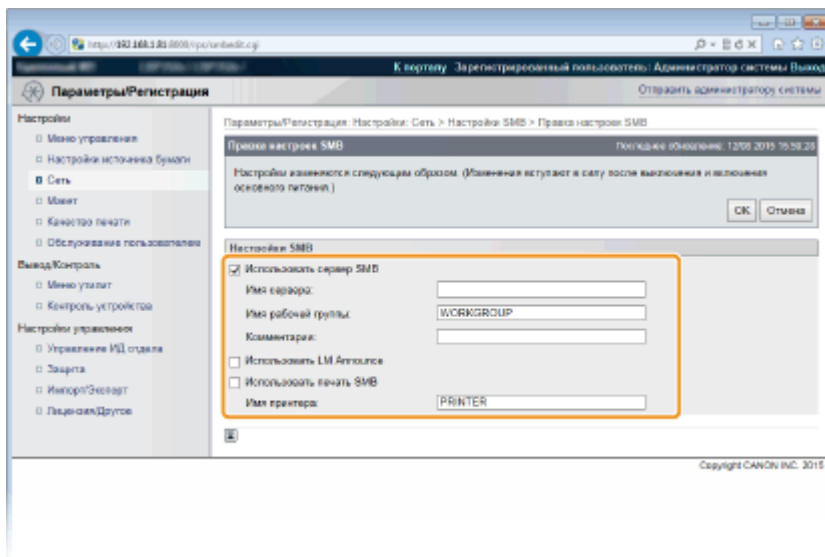 http://192.168.1.81:8000/rps/smbedit.cgi
К порталу Зарегистрированный пользователь: Администратор системы Выход
Параметры/Регистрация
Отправить администратору системы
Настройки
Меню управления
Настройки источника бумаги
Сеть
Макет
Качество печати
Обслуживание пользователем
Вывод/Контроль
Меню утилит
Контроль устройства
Настройки управления
Управление ИД отдела
Защита
Импорт/Экспорт
Лицензия/Другое
Параметры/Регистрация: Настройки: Сеть > Настройки SMB > Правка настроек SMB
Правка настроек SMB
Последнее обновление: 12/08 2015
Настройки изменяются следующим образом. (Изменения вступают в силу после выключения и включения
основного питания.)
OK Отмена
Настройки SMB
Использовать сервер SMB
Имя сервера:
Имя рабочей группы: WORKGROUP
Комментарии:
Использовать LM Announce
Использовать печать SMB
Имя принтера: PRINTER
Copyright CANON INC. 2015